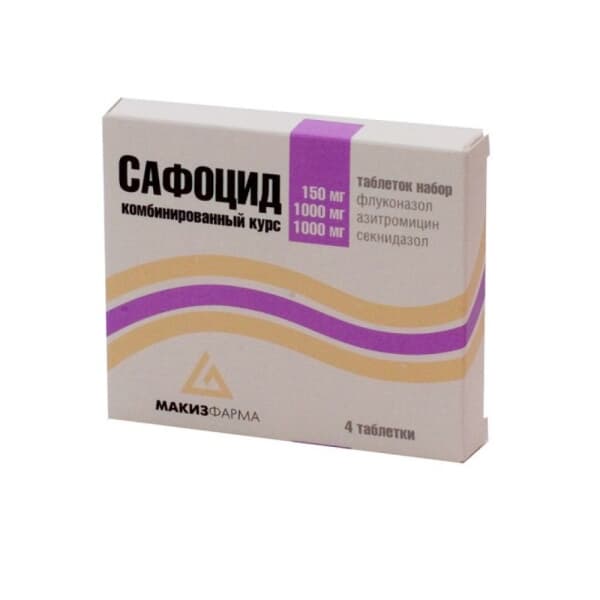 САФОЦИД
комбинированный курс
150 мг
1000 мг
1000 мг
таблеток набор
флуконазол
азитромицин
секнидазол
МАКИЗФАРМА
4 таблетки